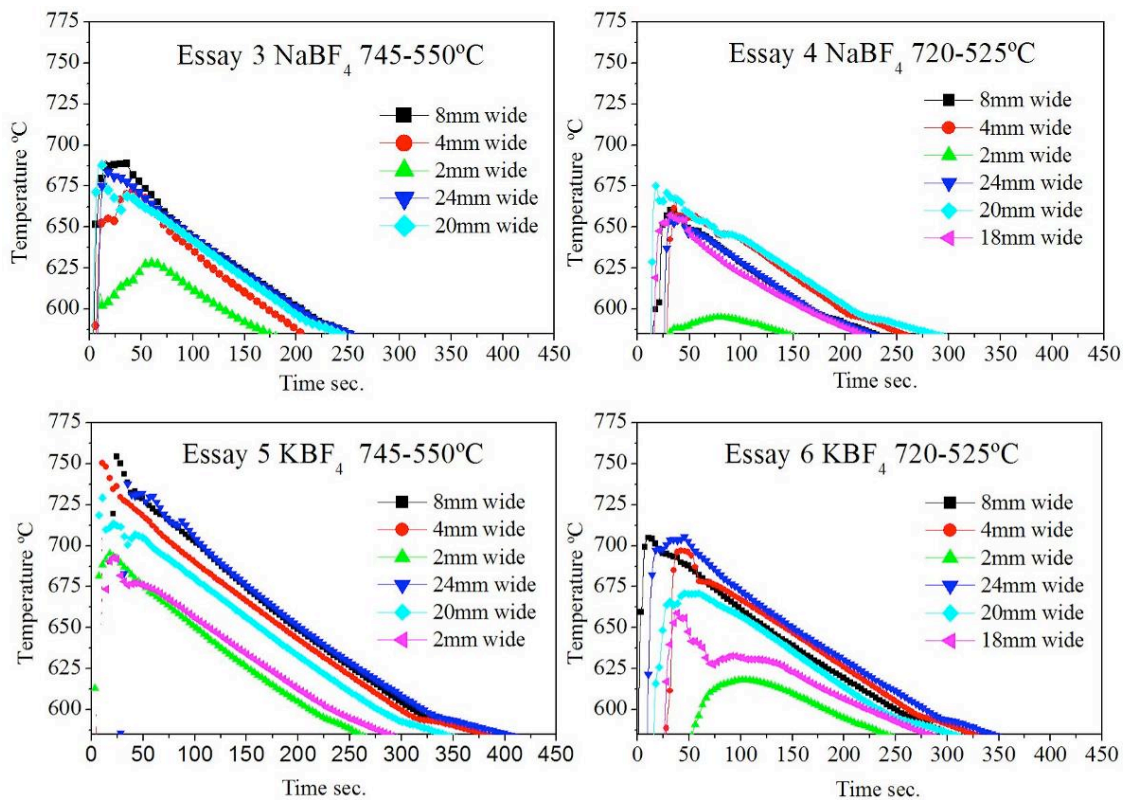 775
750
725
700
675
650
625
600
Temperature ºC
Essay 3 NaBF4 745-550ºC
8mm wide
4mm wide
2mm wide
24mm wide
20mm wide
0 50 100 150 200 250 300 350 400 450
Time sec.
775
750
725
700
675
650
625
600
Temperature ºC
Essay 4 NaBF4 720-525ºC
8mm wide
4mm wide
2mm wide
24mm wide
20mm wide
18mm wide
0 50 100 150 200 250 300 350 400 450
Time sec.
775
750
725
700
675
650
625
600
Temperature ºC
Essay 5 KBF4 745-550ºC
8mm wide
4mm wide
2mm wide
24mm wide
20mm wide
2mm wide
0 50 100 150 200 250 300 350 400 450
Time sec.
775
750
725
700
675
650
625
600
Temperature ºC
Essay 6 KBF4 720-525ºC
8mm wide
4mm wide
2mm wide
24mm wide
20mm wide
18mm wide
0 50 100 150 200 250 300 350 400 450
Time sec.